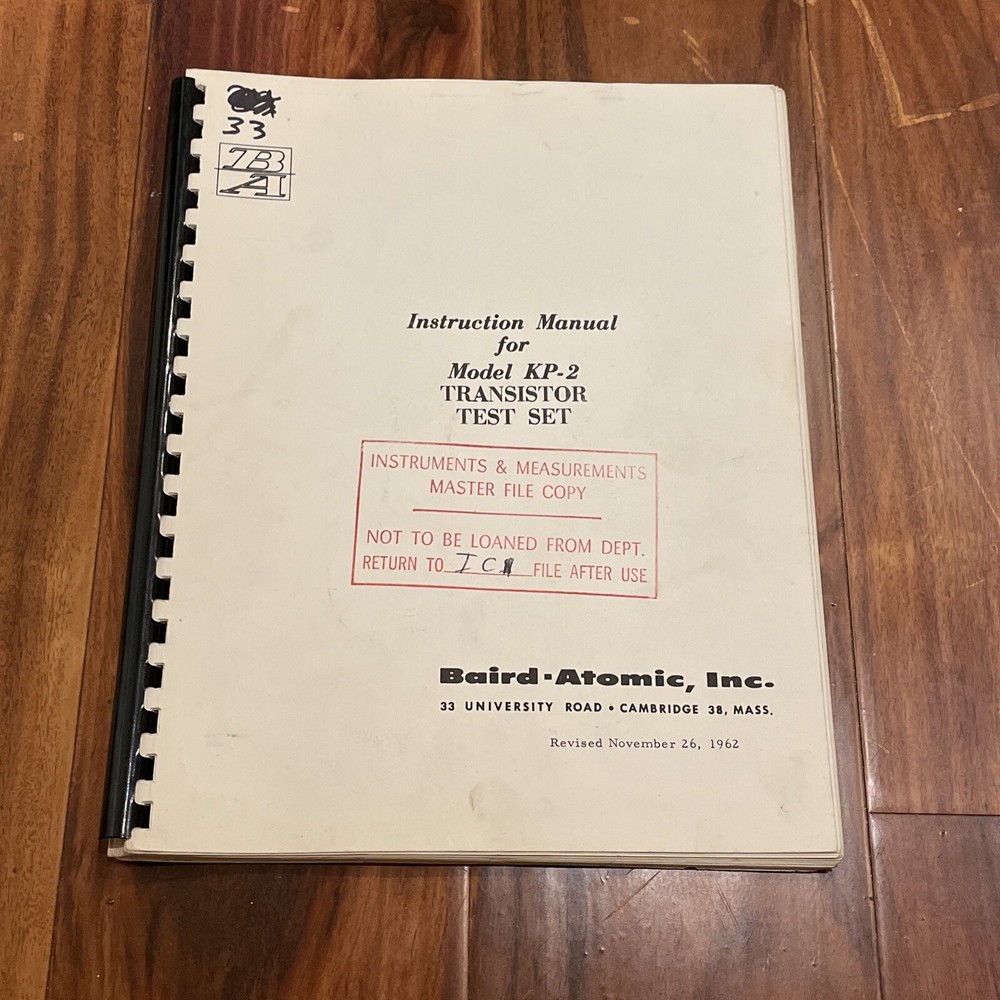 33
BAI
Instruction Manual
for
Model KP-2
TRANSISTOR
TEST SET
INSTRUMENTS & MEASUREMENTS
MASTER FILE COPY
NOT TO BE LOANED FROM DEPT.
RETURN TO I C FILE AFTER USE
Baird-Atomic, Inc.
33 UNIVERSITY ROAD • CAMBRIDGE 38, MASS.
Revised November 26, 1962